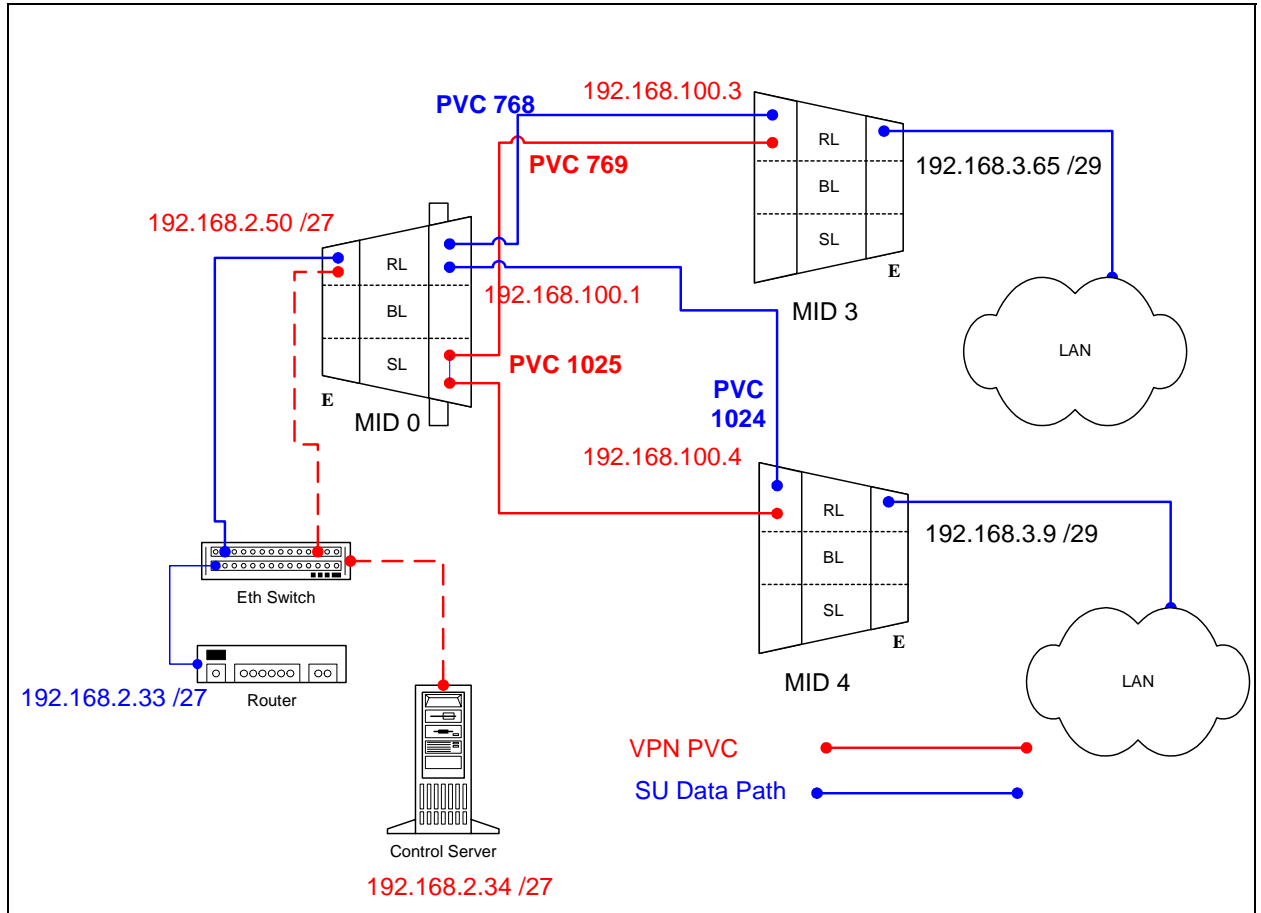 192.168.100.3
PVC 768
RL
PVC 769
192.168.3.65 /29
BL
192.168.2.50 /27
SL
RL
E
192.168.100.1
MID 3
BL
LAN
SL
PVC 1025
PVC
1024
E
MID 0
192.168.100.4
RL
192.168.3.9 /29
BL
Eth Switch
SL
E
MID 4
LAN
192.168.2.33 /27
Router
VPN PVC
SU Data Path
Control Server
192.168.2.34 /27